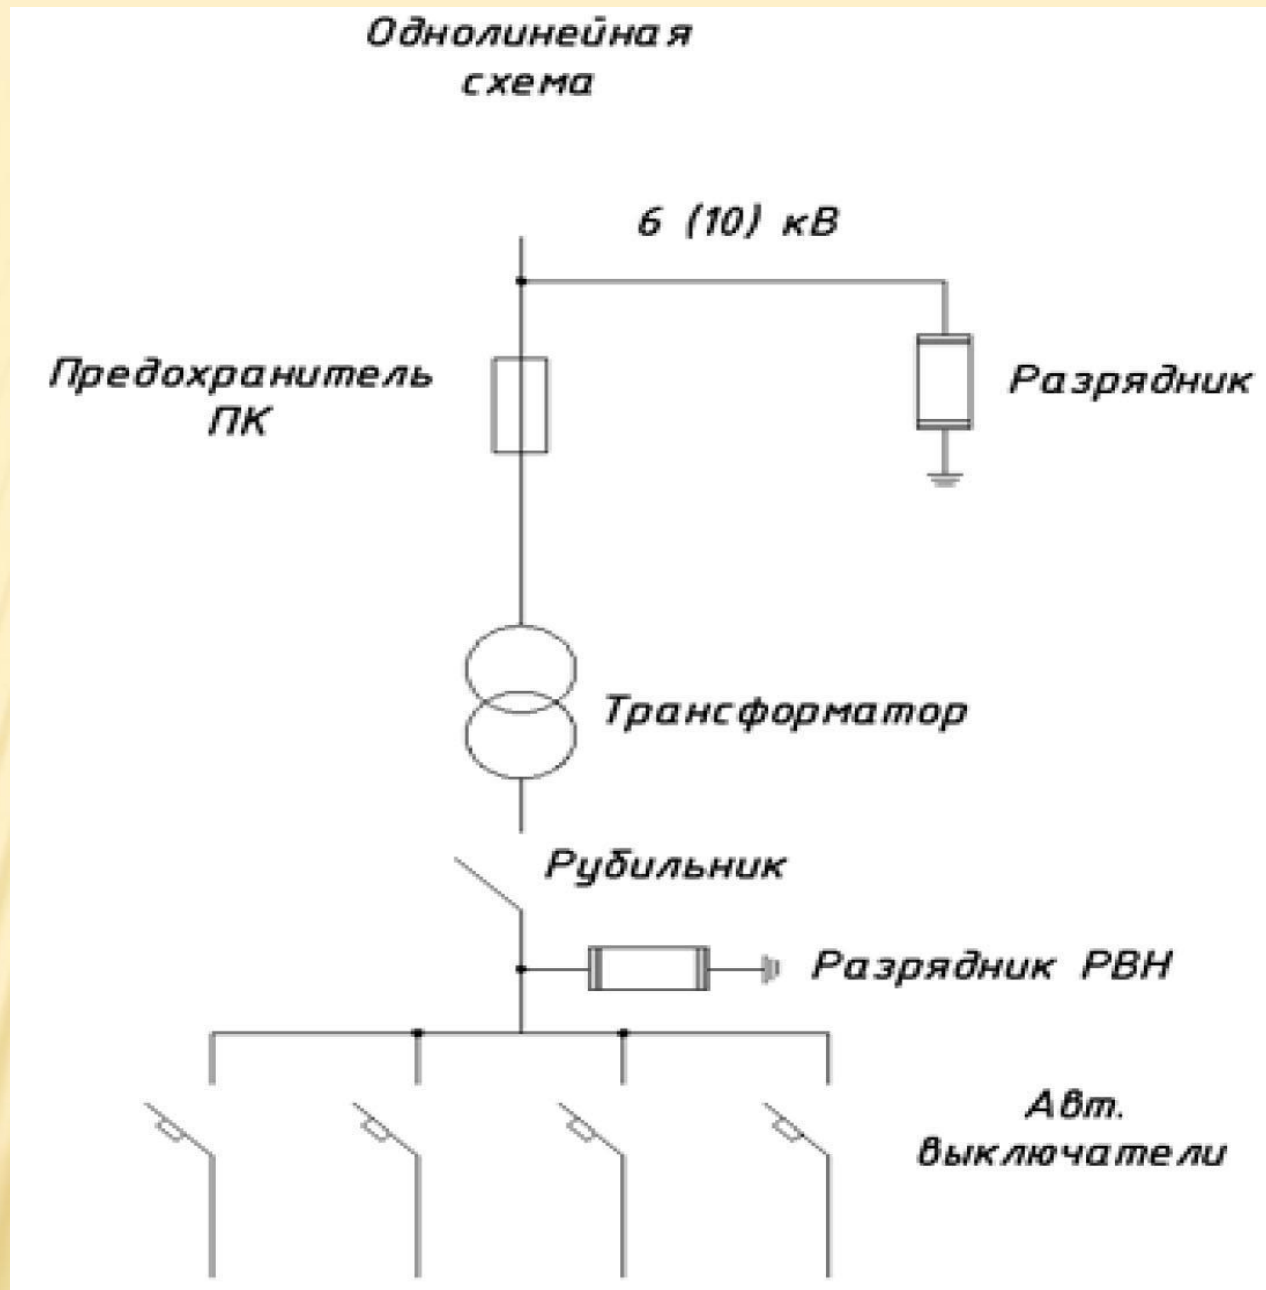 Однолинейная
схема
6 (10) кВ
Предохранитель
ПК
Разрядник
Трансформатор
Рубильник
Разрядник РВН
Авт.
выключатели